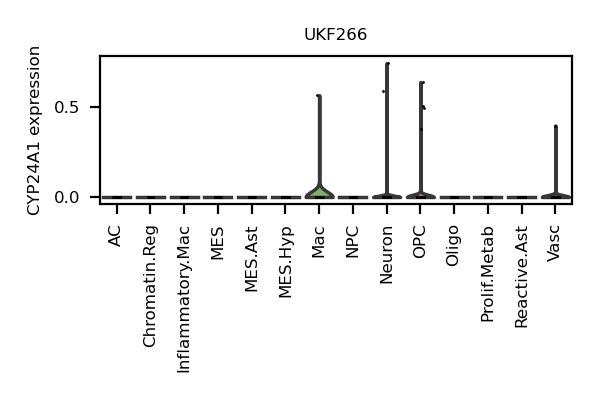 UKF266
CYP24A1 expression
0.5
0.0
AC
Chromatin.Reg
Inflammatory.Mac
MES
MES.Ast
MES.Hyp
Mac
NPC
Neuron
OPC
Oligo
Prolif.Metab
Reactive.Ast
Vasc